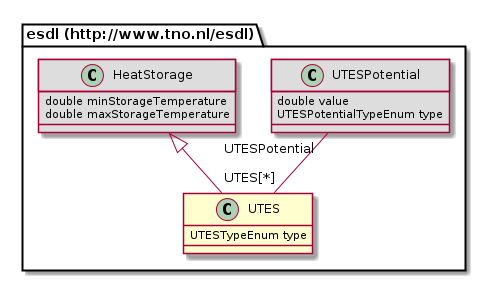 esdl (http://www.tno.nl/esdl)
C HeatStorage
double minStorageTemperature
double maxStorageTemperature
C UTESPotential
double value
UTESPotentialTypeEnum type
UTESPotential
UTES[*]
C UTES
UTESTypeEnum type